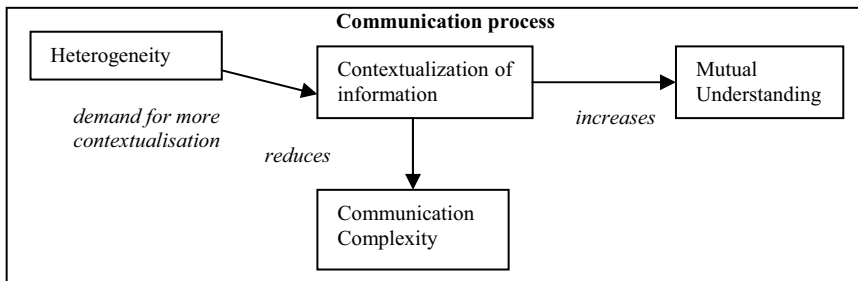 Communication process
Heterogeneity
Contextualization of
information
Mutual
Understanding
demand for more
contextualisation
increases
reduces
Communication
Complexity